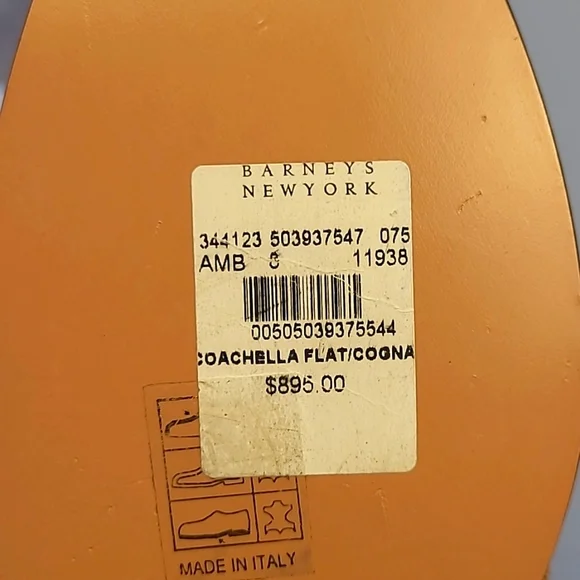 BARNEYS
NEWYORK
344123 503937547 075
AMB 8 11938
00505039375544
COACHELLA FLAT/COGNA
$895.00
MADE IN ITALY